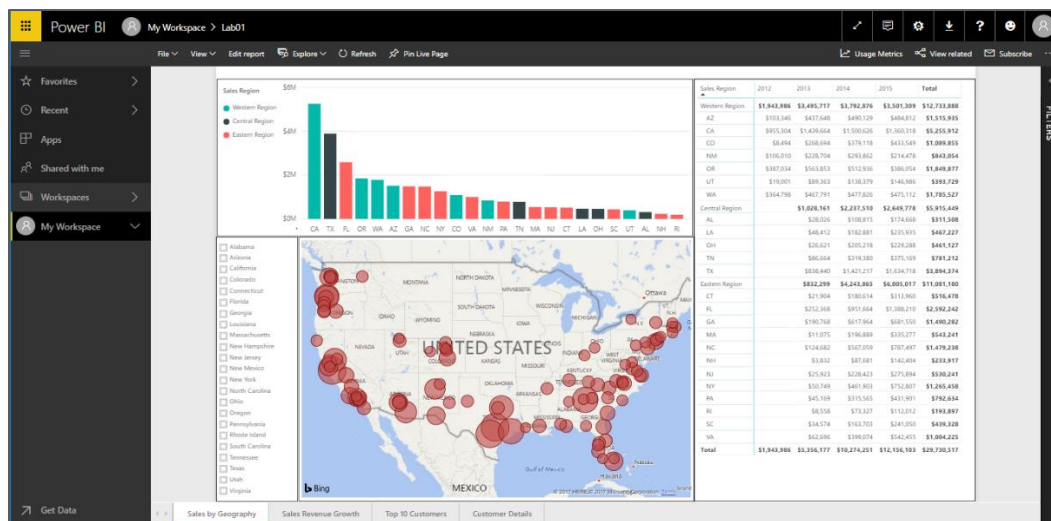 Power BI My Workspace > Lab01
File View Edit report Explore Refresh Pin Live Page Usage Metrics View related Subscribe
Favorites
Recent
Apps
Shared with me
Workspaces
My Workspace
Get Data
Sales Region
Western Region
Central Region
Eastern Region
$6M
$4M
$2M
$0M
CA TX FL OR WA AZ GA NC NY CO VA NM PA TN MA NJ CT LA OH SC UT AL NH RI
Alabama
Arizona
California
Colorado
Connecticut
Florida
Georgia
Louisiana
Massachusetts
New Hampshire
New Jersey
New Mexico
New York
North Carolina
Ohio
Oregon
Pennsylvania
Rhode Island
South Carolina
Tennessee
Texas
Utah
Virginia
MONTANA
NORTH DAKOTA
MINNESOTA
SOUTH DAKOTA
WISCONSIN
Ottawa
IDAHO
WYOMING
IOWA
NEBRASKA
NEVADA
UTAH
UNITED STATES
KANSAS
MISSOURI
KENTUCKY
OKLAHOMA
ARKANSAS
GEORGIA
Gulf of Mexico
MEXICO
Bing
Sales Region 2012 2013 2014 2015 Total
Western Region $1,943,986 $3,495,717 $3,792,876 $3,501,309 $12,733,888
AZ $103,346 $437,648 $490,129 $484,812 $1,515,935
CA $955,304 $1,439,664 $1,500,626 $1,360,318 $5,255,912
CO $8,494 $268,694 $379,118 $433,549 $1,089,855
NM $106,010 $228,704 $293,862 $214,478 $843,054
OR $387,034 $563,853 $512,936 $386,054 $1,849,877
UT $19,001 $89,363 $138,379 $146,986 $393,729
WA $364,798 $467,791 $477,826 $475,112 $1,785,527
Central Region $1,028,161 $2,237,510 $2,649,778 $5,915,449
AL $28,026 $108,815 $174,668 $311,508
LA $48,412 $182,881 $235,935 $467,227
OH $26,621 $205,218 $229,288 $461,127
TN $86,664 $319,380 $375,169 $781,212
TX $838,440 $1,421,217 $1,634,718 $3,894,374
Eastern Region $832,299 $4,243,865 $6,005,017 $11,081,180
CT $21,904 $180,614 $313,960 $516,478
FL $252,368 $951,664 $1,388,210 $2,592,242
GA $190,768 $617,964 $681,550 $1,490,282
MA $11,075 $196,889 $335,277 $543,241
NC $124,682 $567,059 $787,497 $1,479,238
NH $3,832 $87,681 $142,404 $233,917
NJ $25,923 $228,423 $275,894 $530,241
NY $50,749 $461,903 $752,807 $1,265,458
PA $45,169 $315,565 $431,901 $792,634
RI $8,558 $73,327 $112,012 $193,897
SC $34,574 $163,703 $241,050 $439,328
VA $62,696 $399,074 $542,455 $1,004,225
Total $1,943,986 $5,356,177 $10,274,251 $12,156,103 $29,730,517
FILTERS
Sales by Geography Sales Revenue Growth Top 10 Customers Customer Details